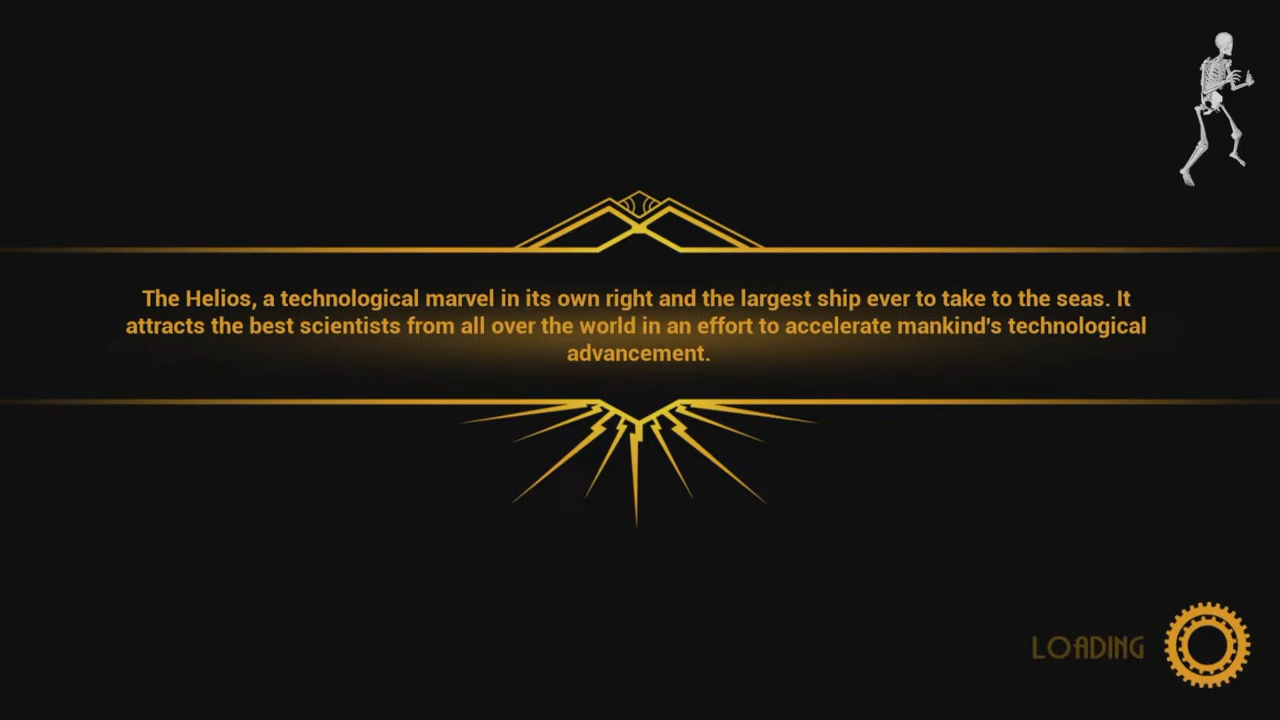 The Helios, a technological marvel in its own right and the largest ship ever to take to the seas. It
attracts the best scientists from all over the world in an effort to accelerate mankind's technological
advancement.
LOADING